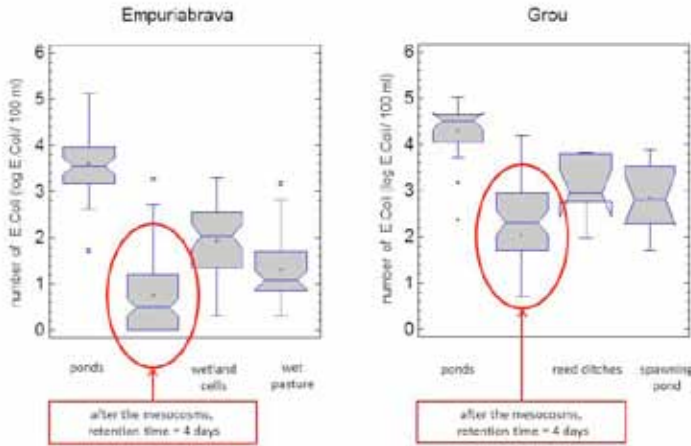 Empuriabrava
number of E.Coli (log E.Coli/ 100 ml)
6
5
4
3
2
1
0
ponds
wetland
cells
wet
pasture
after the mesocosms,
retention time = 4 days
Grou
number of E.Coli (log E.Coli/ 100 ml)
6
5
4
3
2
1
0
ponds
reed ditches
spawning
pond
after the mesocosms,
retention time = 4 days